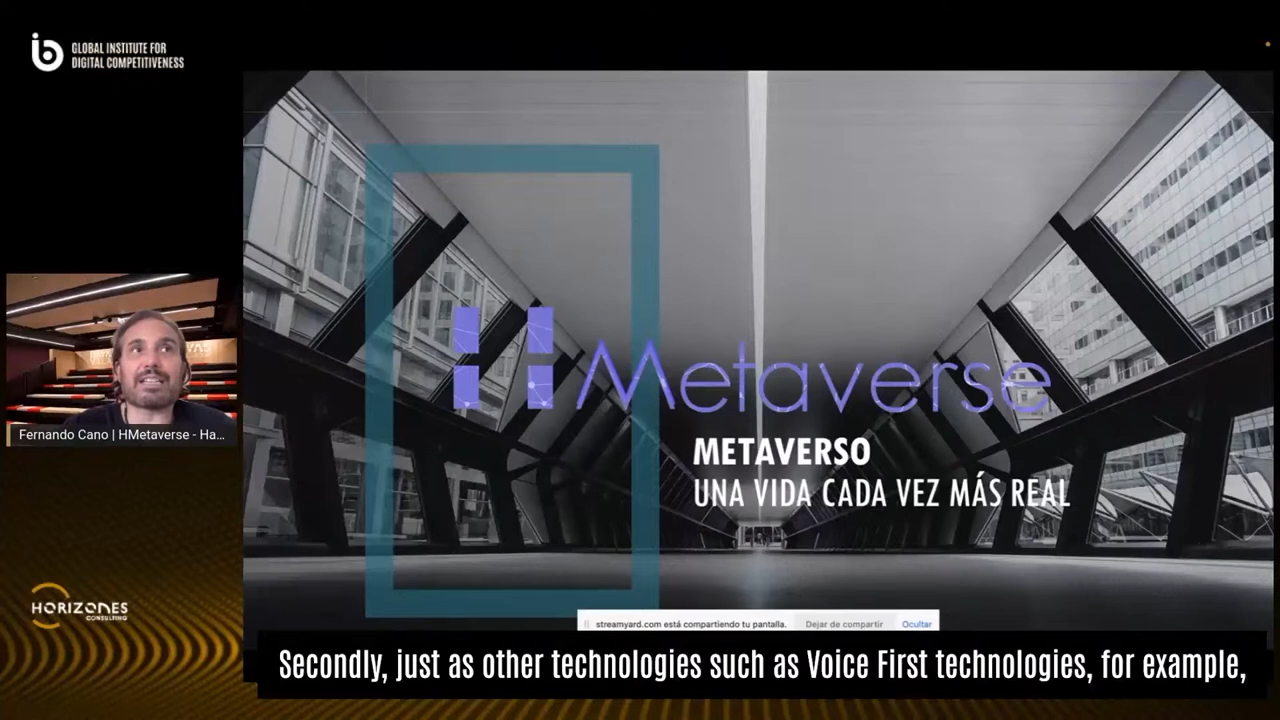 GLOBAL INSTITUTE FOR
DIGITAL COMPETITIVENESS
HMetaverse
METAVERSO
UNA VIDA CADA VEZ MÁS REAL
Fernando Cano | HMetaverse - Ha...
HORIZONES
CONSULTING
streamyard.com está compartiendo tu pantalla. Dejar de compartir Ocultar
Secondly, just as other technologies such as Voice First technologies, for example,